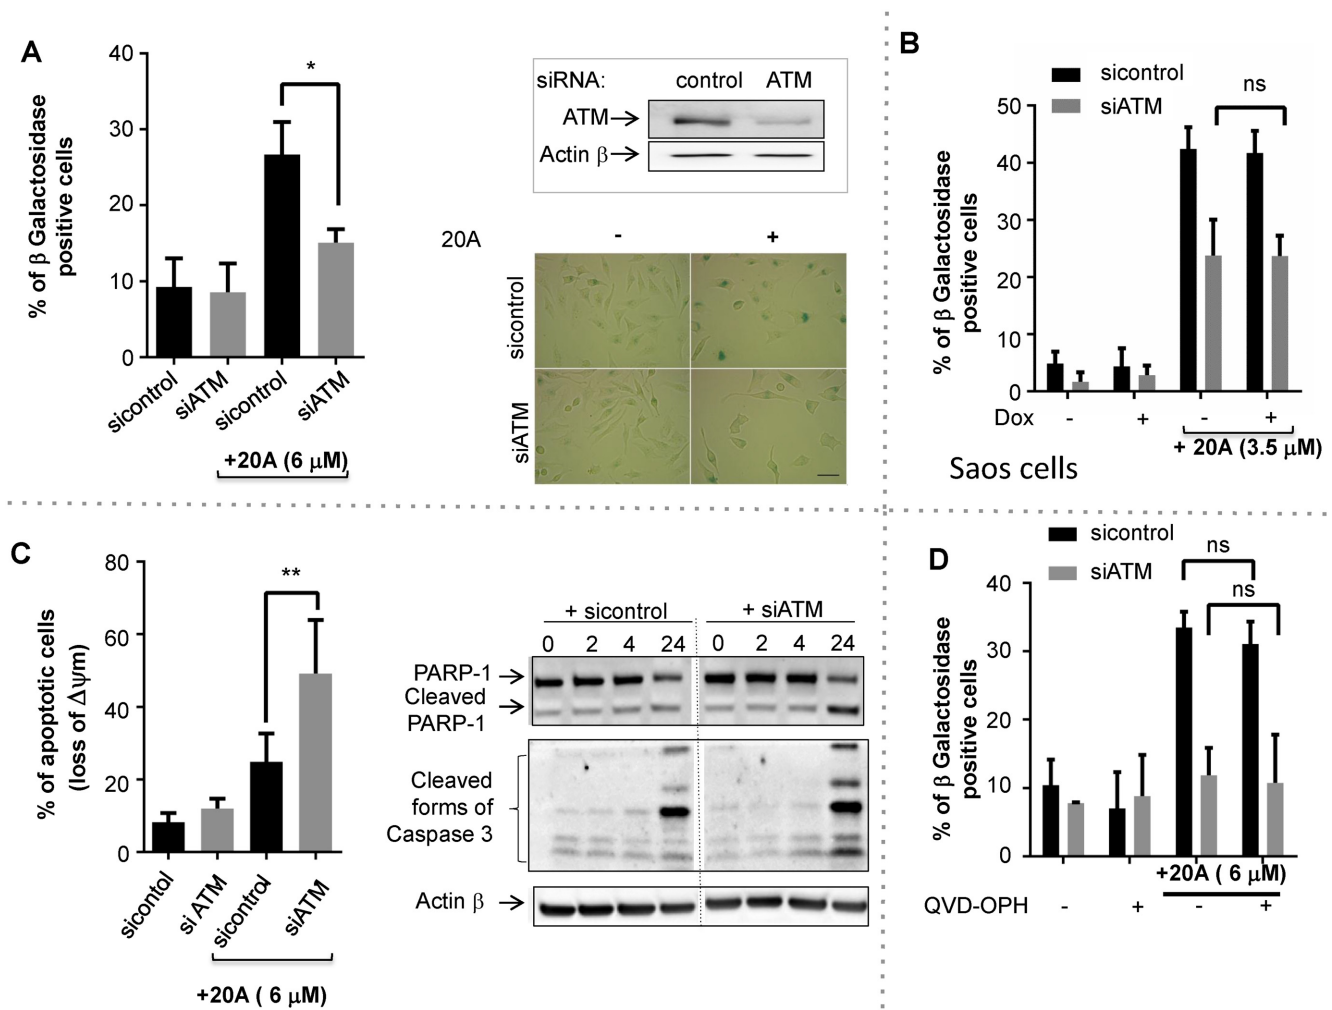 A
40
30
20
10
0
% of β Galactosidase
positive cells
*
sicontrol
siATM
sicontrol
siATM
+20A (6 μM)
siRNA: control ATM
ATM
Actin β
20A - +
sicontrol
siATM
B
sicontrol
siATM
ns
50
40
30
20
10
0
% of β Galactosidase
positive cells
Dox - + - +
+ 20A (3.5 μM)
Saos cells
C
80
60
40
20
0
% of apoptotic cells
(loss of Δψm)
**
sicontol
si ATM
sicontrol
siATM
+20A ( 6 μM)
+ sicontrol + siATM
0 2 4 24 0 2 4 24
PARP-1
Cleaved
PARP-1
Cleaved
forms of
Caspase 3
Actin β
D
sicontrol
siATM
ns
ns
40
30
20
10
0
% of β Galactosidase
positive cells
+20A ( 6 μM)
QVD-OPH - + - +